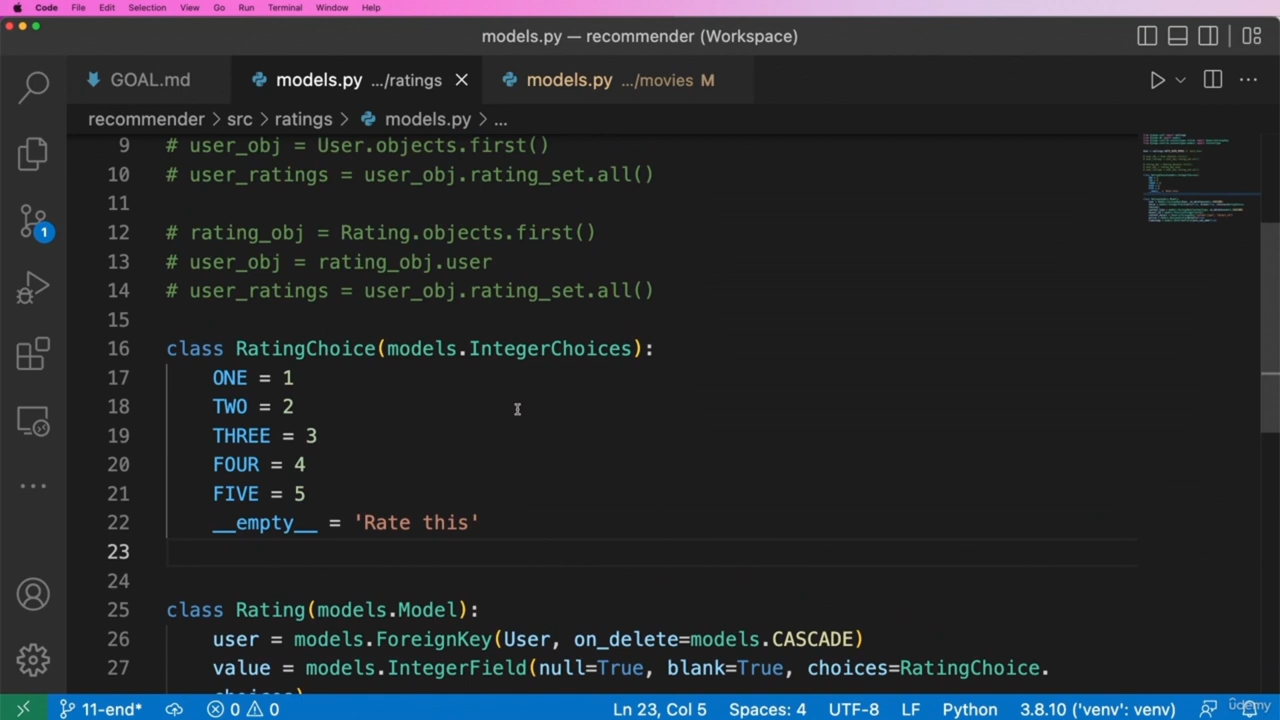 Code File Edit Selection View Go Run Terminal Window Help
models.py — recommender (Workspace)
GOAL.md models.py .../ratings models.py .../movies M
recommender > src > ratings > models.py > ...
9 # user_obj = User.objects.first()
10 # user_ratings = user_obj.rating_set.all()
11
12 # rating_obj = Rating.objects.first()
13 # user_obj = rating_obj.user
14 # user_ratings = user_obj.rating_set.all()
15
16 class RatingChoice(models.IntegerChoices):
17 ONE = 1
18 TWO = 2
19 THREE = 3
20 FOUR = 4
21 FIVE = 5
22 __empty__ = 'Rate this'
23
24
25 class Rating(models.Model):
26 user = models.ForeignKey(User, on_delete=models.CASCADE)
27 value = models.IntegerField(null=True, blank=True, choices=RatingChoice.
choices)
1
11-end* 0 0 Ln 23, Col 5 Spaces: 4 UTF-8 LF Python 3.8.10 ('venv': venv)
udemy